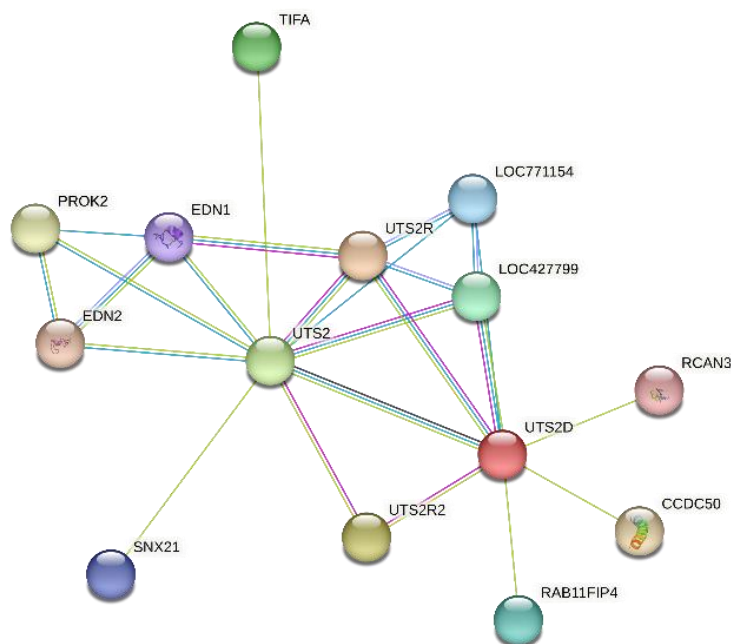 TIFA
LOC771154
PROK2
EDN1
UTS2R
LOC427799
EDN2
UTS2
RCAN3
UTS2D
CCDC50
UTS2R2
SNX21
RAB11FIP4